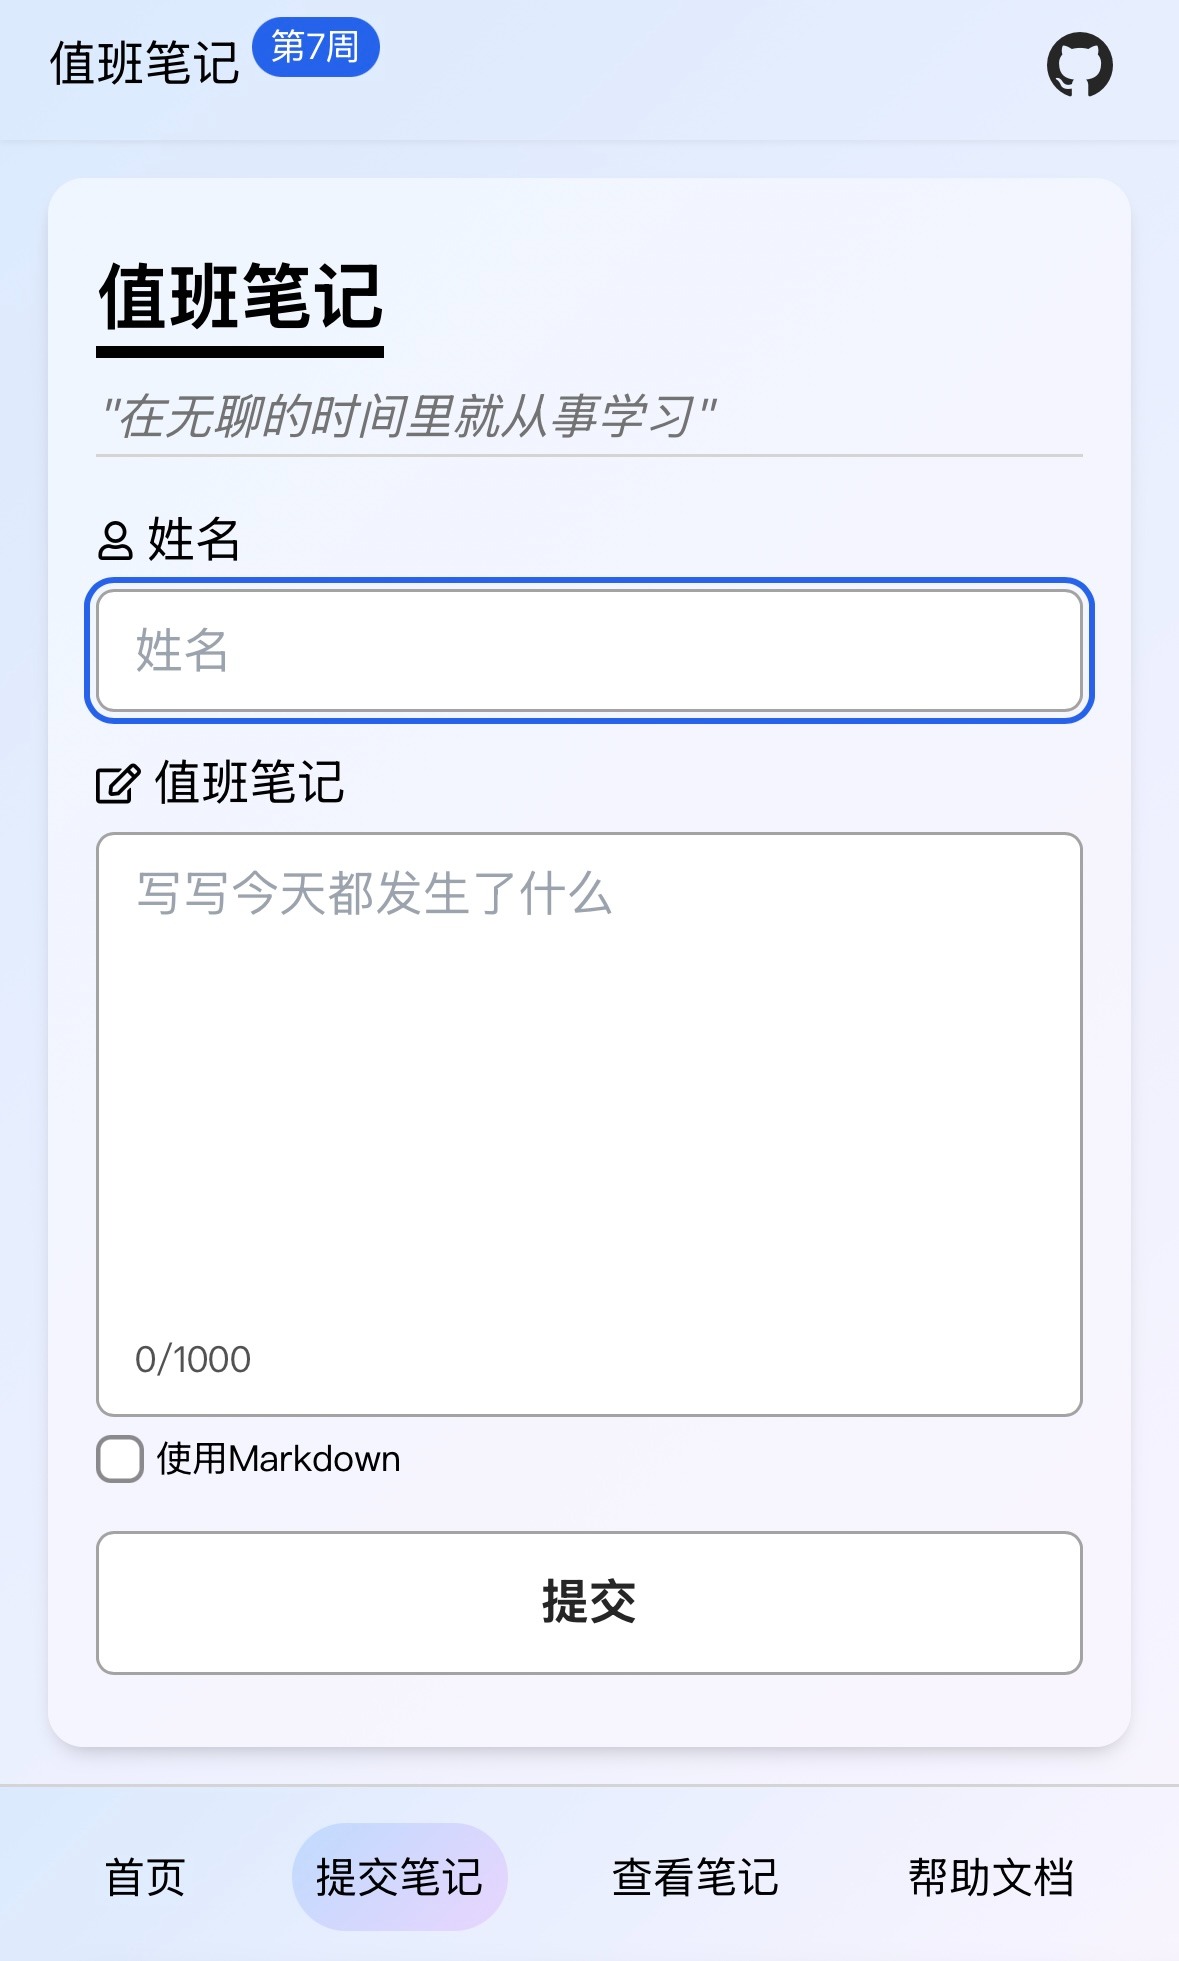 值班笔记
第7周
值班笔记
"在无聊的时间里就从事学习"
姓名
姓名
值班笔记
写写今天都发生了什么
0/1000
使用Markdown
提交
首页
提交笔记
查看笔记
帮助文档